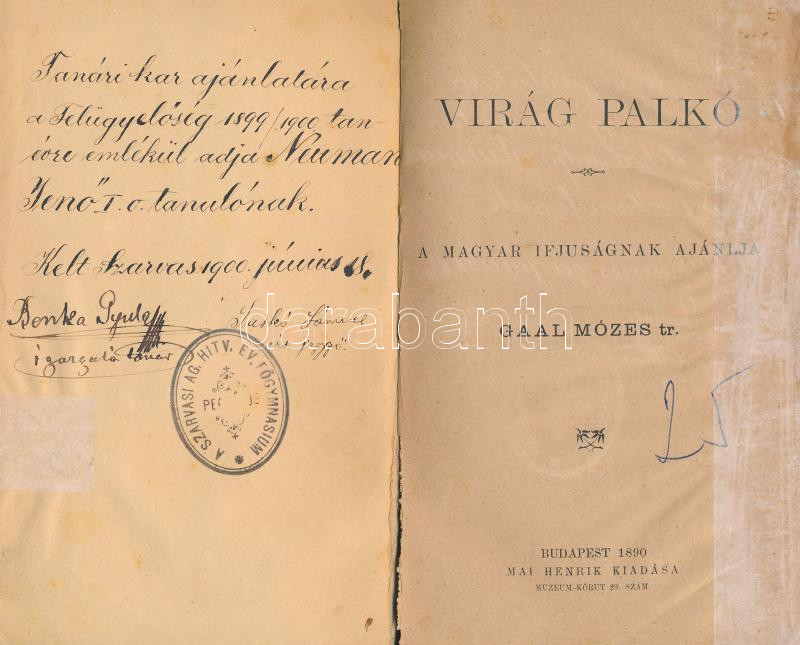 Tanári kar ajánlatára
a Felügyelőség 1899/1900 tan-
évre emlékül adja Neuman
Jenő" I. o. tanulónak.
Kelt Szarvas 1900. június
Benka Gyula
igazgató tanár
A SZARVASI ÁG. HITV. EV. FŐGYMNASIUM
VIRÁG PALKÓ
A MAGYAR IFJUSÁGNAK AJÁNLJA
GAAL MÓZES tr.
25
BUDAPEST 1890
MAI HENRIK KIADÁSA
MUZEUM-KÖRUT 29. SZÁM.
darabanth